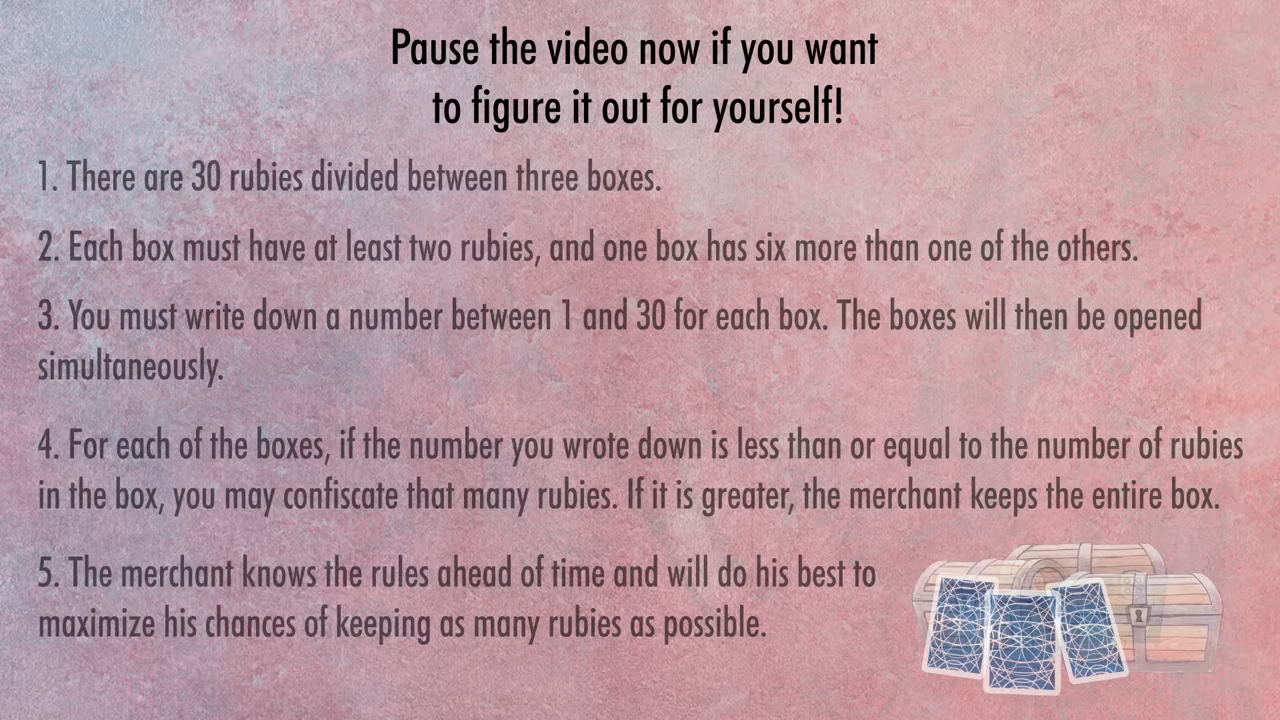 Pause the video now if you want
to figure it out for yourself!
1. There are 30 rubies divided between three boxes.
2. Each box must have at least two rubies, and one box has six more than one of the others.
3. You must write down a number between 1 and 30 for each box. The boxes will then be opened
simultaneously.
4. For each of the boxes, if the number you wrote down is less than or equal to the number of rubies
in the box, you may confiscate that many rubies. If it is greater, the merchant keeps the entire box.
5. The merchant knows the rules ahead of time and will do his best to
maximize his chances of keeping as many rubies as possible.